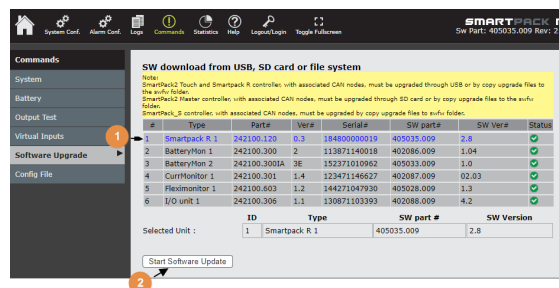 SMARTPACK
System Conf. Alarm Conf. Logs Commands Statistics Help Logout/Login Toggle Fullscreen
Sw Part: 405035.009 Rev: 2
Commands
System
Battery
Output Test
Virtual Inputs
Software Upgrade
Config File
SW download from USB, SD card or file system
Note:
SmartPack2 Touch and Smartpack R controller, with associated CAN nodes, must be upgraded through USB or by copy upgrade files to
the swfw folder.
SmartPack2 Master controller, with associated CAN nodes, must be upgraded through SD card or by copy upgrade files to the swfw
folder.
SmartPack_S controller, with associated CAN nodes, must be upgraded by copy upgrade files to swfw folder.
# Type Part# Ver# Serial# SW part# SW Ver# Status
1 Smartpack R 1 242100.120 0.3 184800000019 405035.009 2.8
2 BatteryMon 1 242100.300 2 113871140018 402086.009 1.04
3 BatteryMon 2 242100.300IA 3E 152371010962 405033.009 1.0
4 CurrMonitor 1 242100.301 1.4 123471146627 402087.009 02.03
5 Fleximonitor 1 242100.603 1.2 144271047930 405028.009 1.3
6 I/O unit 1 242100.306 1.1 130871103393 402088.009 4.2
1
ID Type SW part # SW Version
Selected Unit : 1 Smartpack R 1 405035.009 2.8
Start Software Update
2